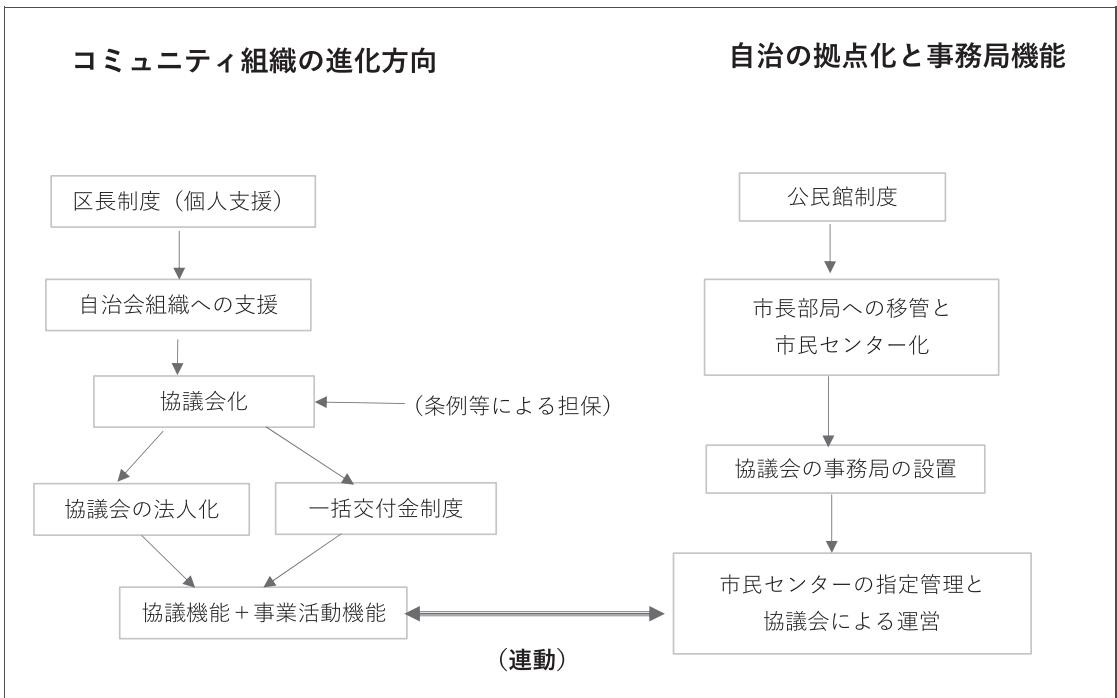 コミュニティ組織の進化方向
自治の拠点化と事務局機能
区長制度（個人支援）
自治会組織への支援
協議会化
（条例等による担保）
協議会の法人化
一括交付金制度
協議機能＋事業活動機能
公民館制度
市長部局への移管と
市民センター化
協議会の事務局の設置
市民センターの指定管理と
協議会による運営
（連動）